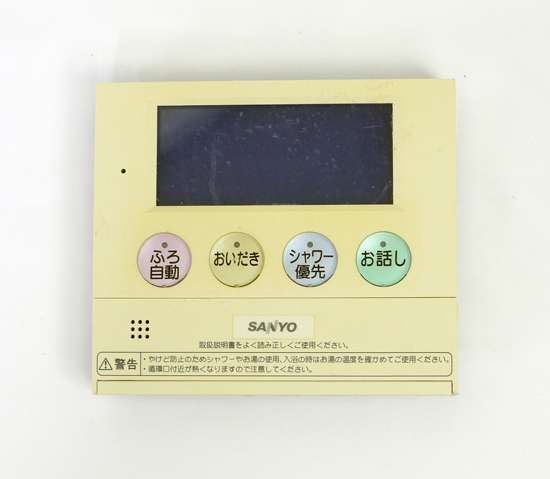 ふろ
自動
おいだき
シャワー
優先
お話し
SANYO
取扱説明書をよく読み正しくご使用ください。
警告
・やけど防止のためシャワーやお湯の使用、入浴の時はお湯の温度を確かめてご使用ください。
・循環口付近が熱くなりますので注意してください。